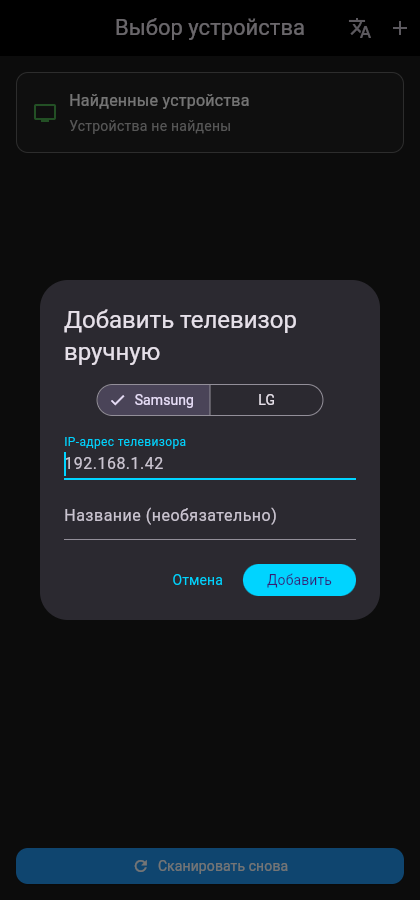 Выбор устройства
Найденные устройства
Устройства не найдены
Добавить телевизор
вручную
Samsung
LG
IP-адрес телевизора
192.168.1.42
Название (необязательно)
Отмена
Добавить
Сканировать снова